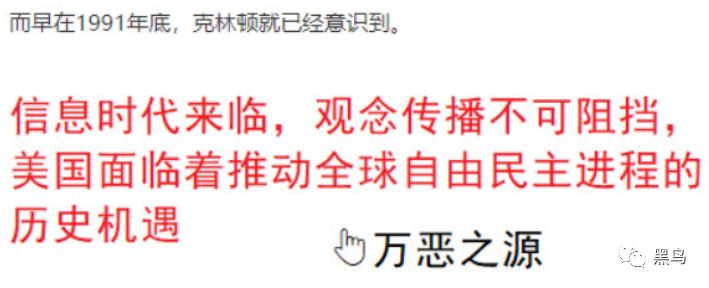 而早在1991年底，克林顿就已经意识到。
信息时代来临，观念传播不可阻挡，
美国面临着推动全球自由民主进程的
历史机遇
万恶之源
黑鸟